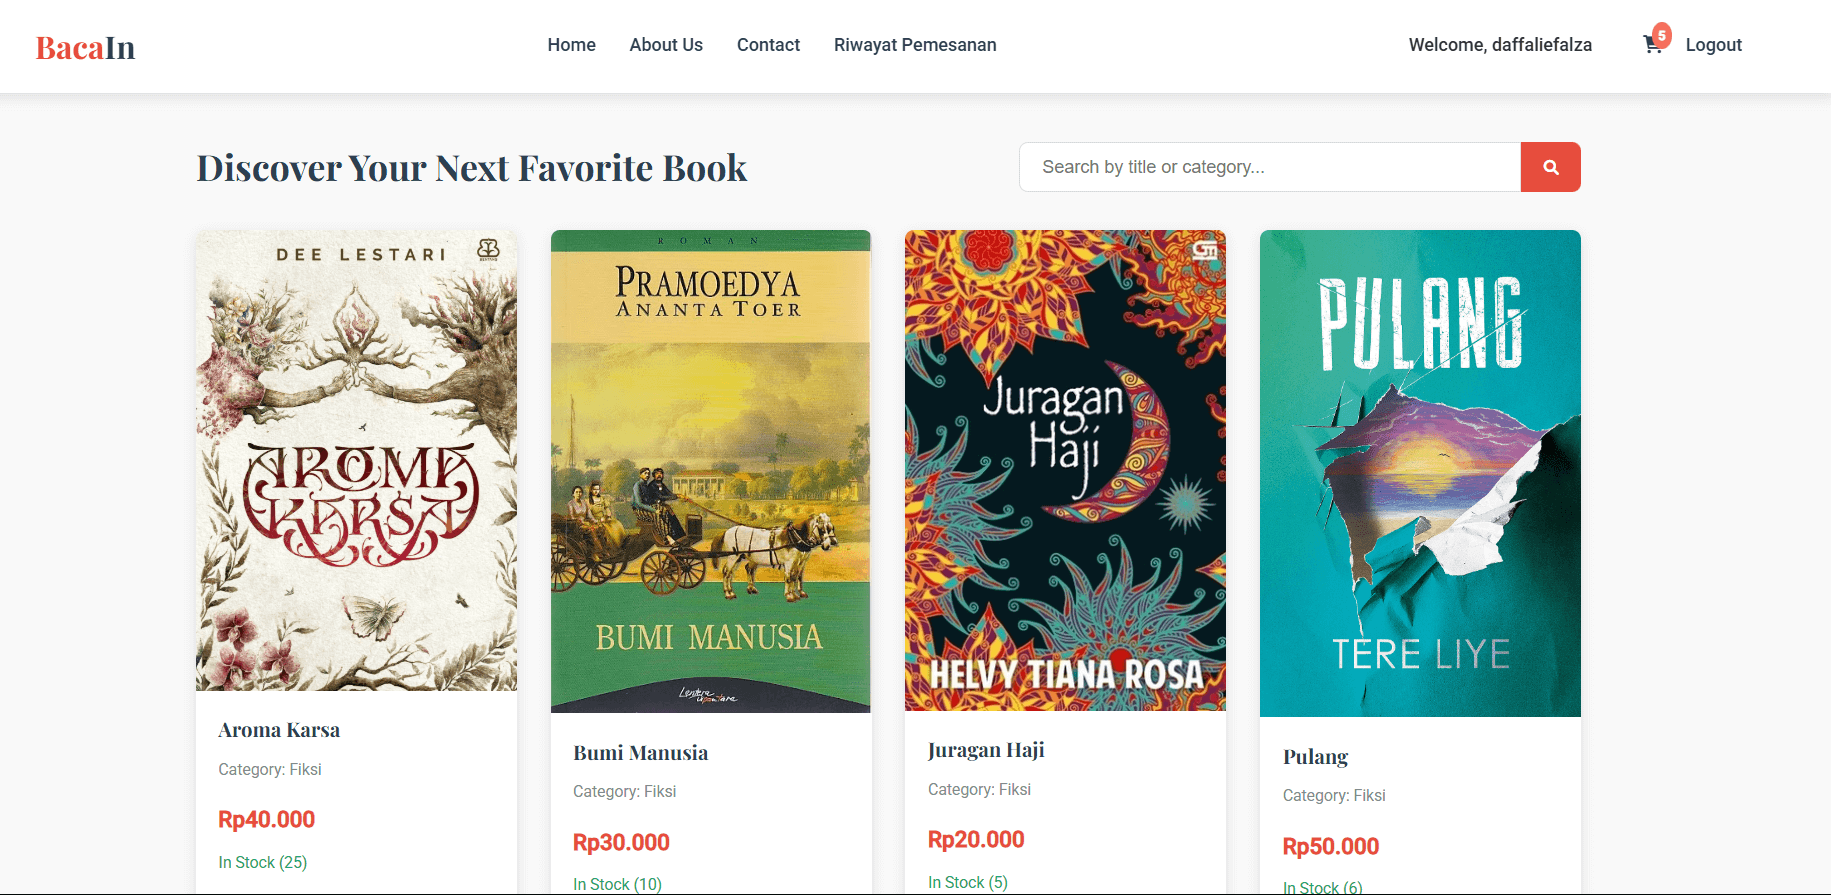 BacaIn
Home
About Us
Contact
Riwayat Pemesanan
Welcome, daffaliefalza
5
Logout
Discover Your Next Favorite Book
Search by title or category...
DEE LESTARI
AROMA
KARSA
Aroma Karsa
Category: Fiksi
Rp40.000
In Stock (25)
ROMAN
PRAMOEDYA
ANANTA TOER
BUMI MANUSIA
Lentera
Dipantara
Bumi Manusia
Category: Fiksi
Rp30.000
In Stock (10)
Juragan
Haji
HELVY TIANA ROSA
Juragan Haji
Category: Fiksi
Rp20.000
In Stock (5)
PULANG
TERE LIYE
Pulang
Category: Fiksi
Rp50.000
In Stock (6)